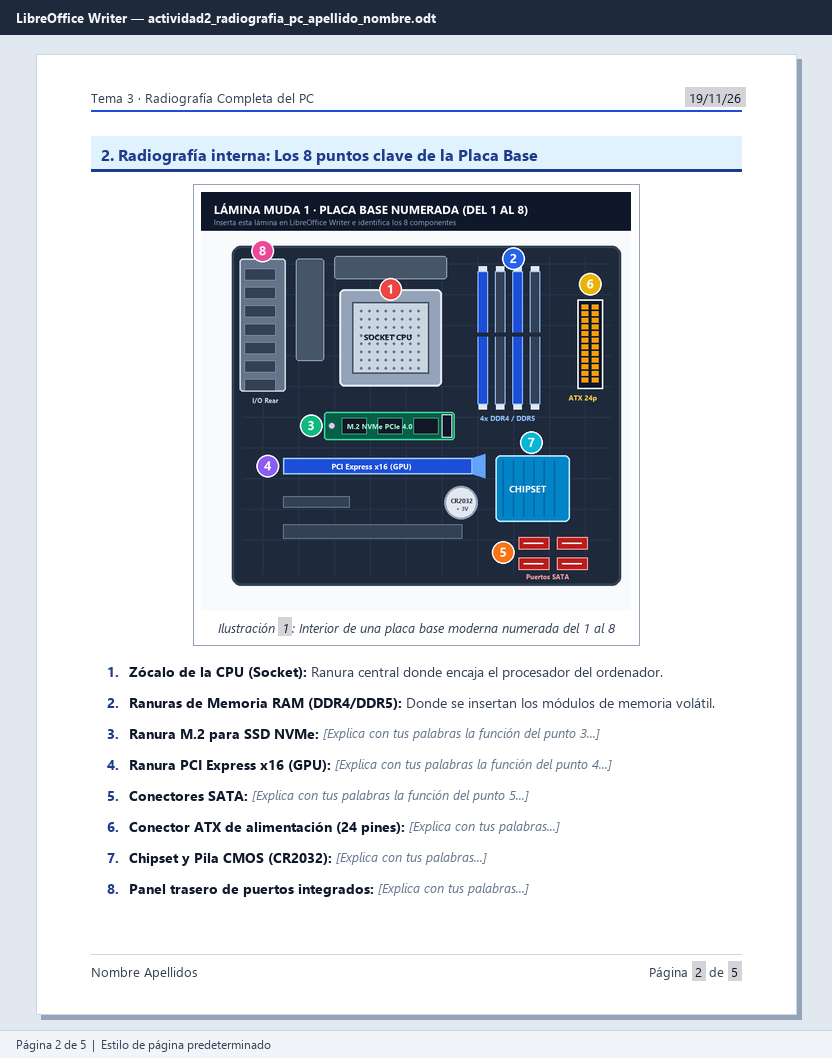 LibreOffice Writer — actividad2_radiografia_pc_apellido_nombre.odt
Tema 3 · Radiografía Completa del PC
19/11/26
2. Radiografía interna: Los 8 puntos clave de la Placa Base
LÁMINA MUDA 1 · PLACA BASE NUMERADA (DEL 1 AL 8)
Inserta esta lámina en LibreOffice Writer e identifica los 8 componentes
8
2
1
6
SOCKET CPU
I/O Rear
ATX 24p
4x DDR4 / DDR5
3
M.2 NVMe PCIe 4.0
7
4
PCI Express x16 (GPU)
CHIPSET
CR2032
+ 3V
5
Puertos SATA
Ilustración 1: Interior de una placa base moderna numerada del 1 al 8
1. Zócalo de la CPU (Socket): Ranura central donde encaja el procesador del ordenador.
2. Ranuras de Memoria RAM (DDR4/DDR5): Donde se insertan los módulos de memoria volátil.
3. Ranura M.2 para SSD NVMe: [Explica con tus palabras la función del punto 3...]
4. Ranura PCI Express x16 (GPU): [Explica con tus palabras la función del punto 4...]
5. Conectores SATA: [Explica con tus palabras la función del punto 5...]
6. Conector ATX de alimentación (24 pines): [Explica con tus palabras...]
7. Chipset y Pila CMOS (CR2032): [Explica con tus palabras...]
8. Panel trasero de puertos integrados: [Explica con tus palabras...]
Nombre Apellidos
Página 2 de 5
Página 2 de 5 | Estilo de página predeterminado